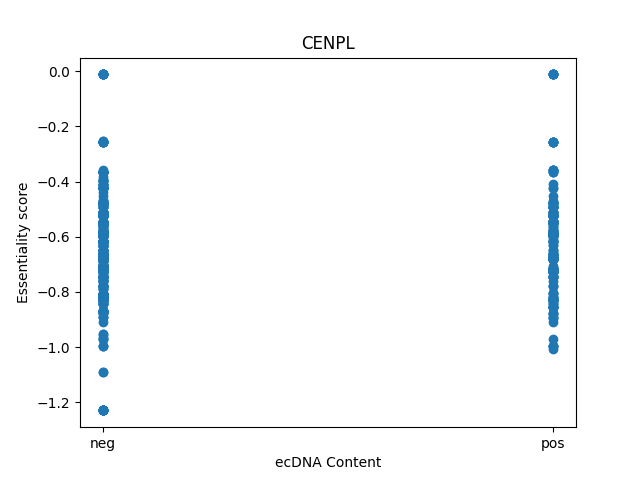 CENPL
0.0
−0.2
−0.4
−0.6
−0.8
−1.0
−1.2
Essentiality score
neg
pos
ecDNA Content